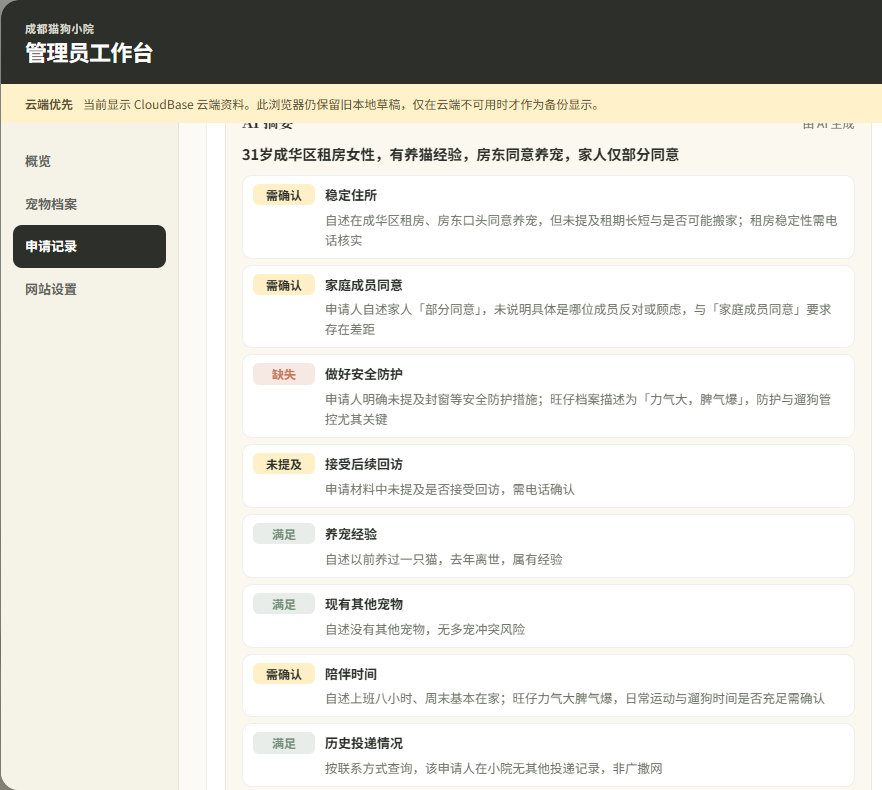 成都猫狗小院
管理员工作台
云端优先 当前显示 CloudBase 云端资料。此浏览器仍保留旧本地草稿，仅在云端不可用时才作为备份显示。
概览
宠物档案
申请记录
网站设置
AI 摘要
由 AI 生成
31岁成华区租房女性，有养猫经验，房东同意养宠，家人仅部分同意
需确认 稳定住所
自述在成华区租房、房东口头同意养宠，但未提及租期长短与是否可能搬家；租房稳定性需电
话核实
需确认 家庭成员同意
申请人自述家人「部分同意」，未说明具体是哪位成员反对或顾虑，与「家庭成员同意」要求
存在差距
缺失 做好安全防护
申请人明确未提及封窗等安全防护措施；旺仔档案描述为「力气大，脾气爆」，防护与遛狗管
控尤其关键
未提及 接受后续回访
申请材料中未提及是否接受回访，需电话确认
满足 养宠经验
自述以前养过一只猫，去年离世，属有经验
满足 现有其他宠物
自述没有其他宠物，无多宠冲突风险
需确认 陪伴时间
自述上班八小时、周末基本在家；旺仔力气大脾气爆，日常运动与遛狗时间是否充足需确认
满足 历史投递情况
按联系方式查询，该申请人在小院无其他投递记录，非广撒网